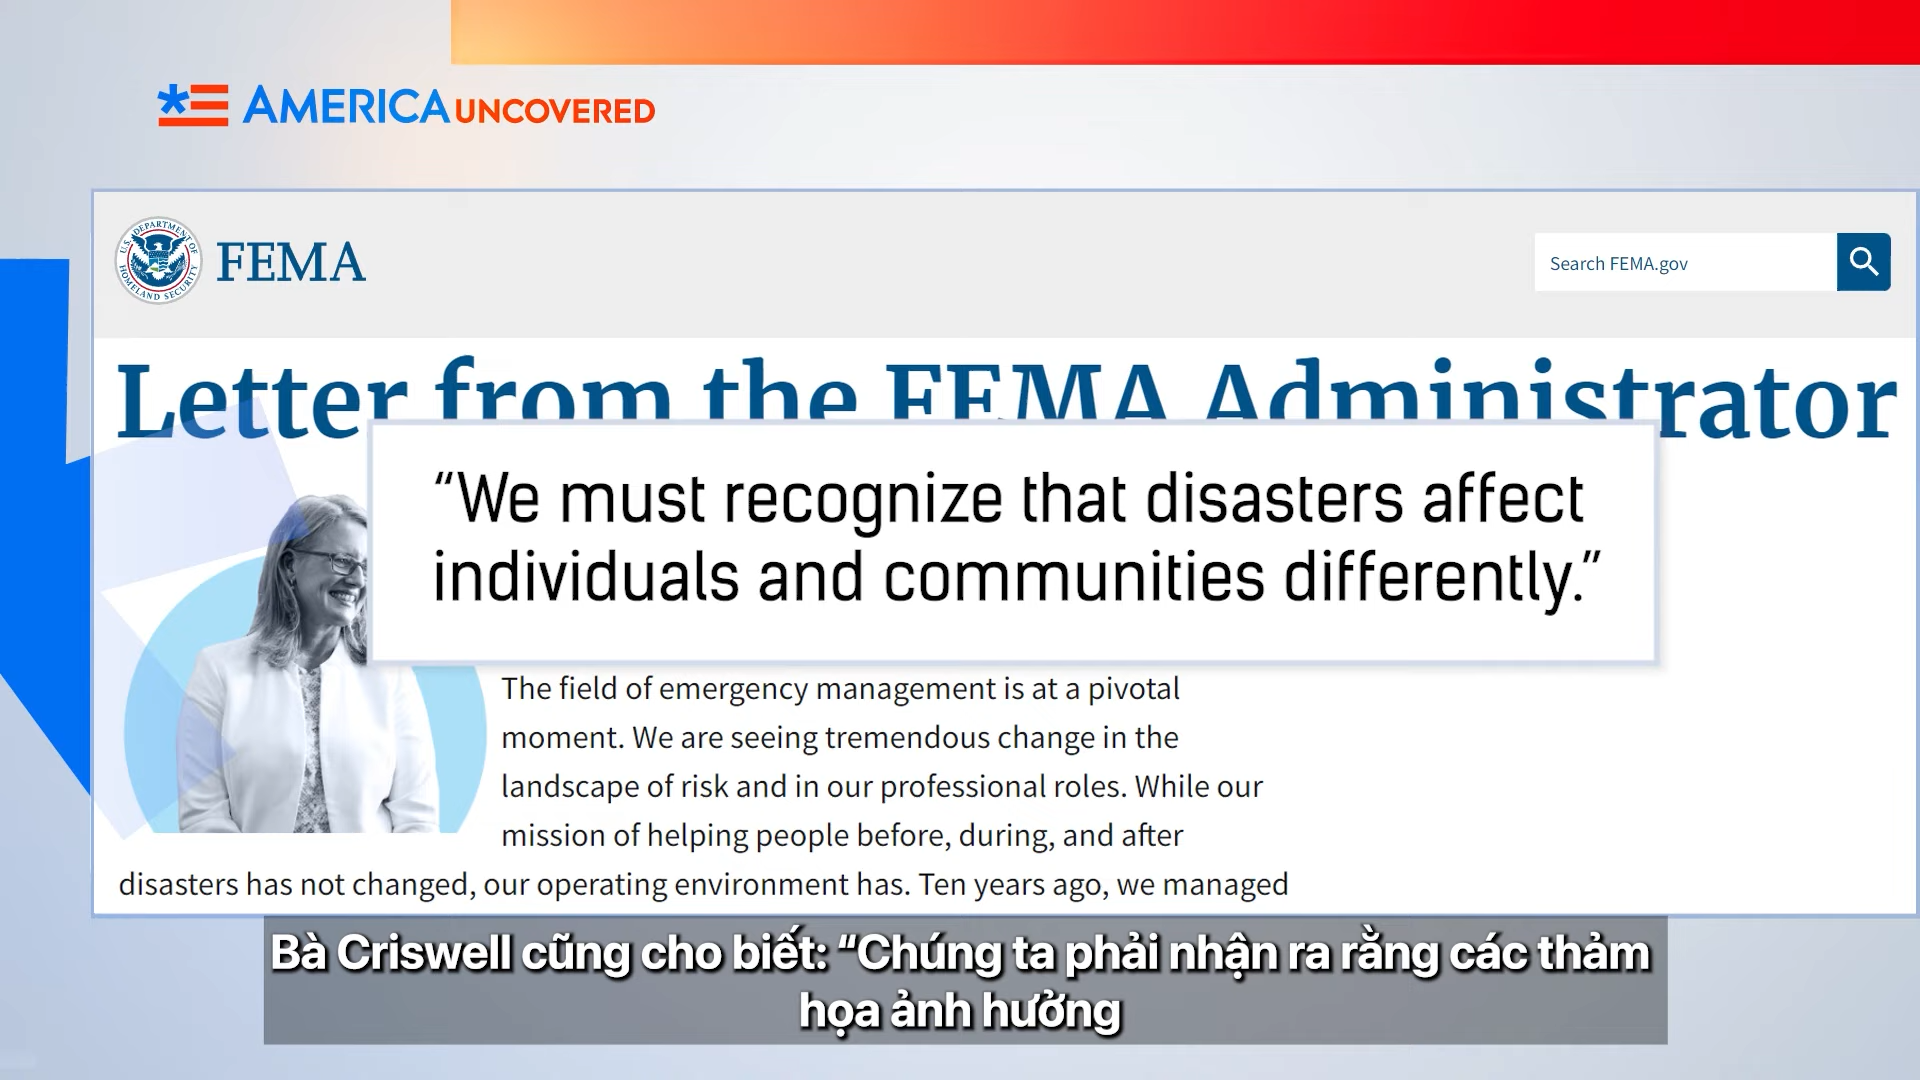 AMERICA UNCOVERED
U.S. DEPARTMENT OF HOMELAND SECURITY
FEMA
Search FEMA.gov
Letter from the FEMA Administrator
“We must recognize that disasters affect
individuals and communities differently.”
The field of emergency management is at a pivotal
moment. We are seeing tremendous change in the
landscape of risk and in our professional roles. While our
mission of helping people before, during, and after
disasters has not changed, our operating environment has. Ten years ago, we managed
Bà Criswell cũng cho biết: “Chúng ta phải nhận ra rằng các thảm
họa ảnh hưởng